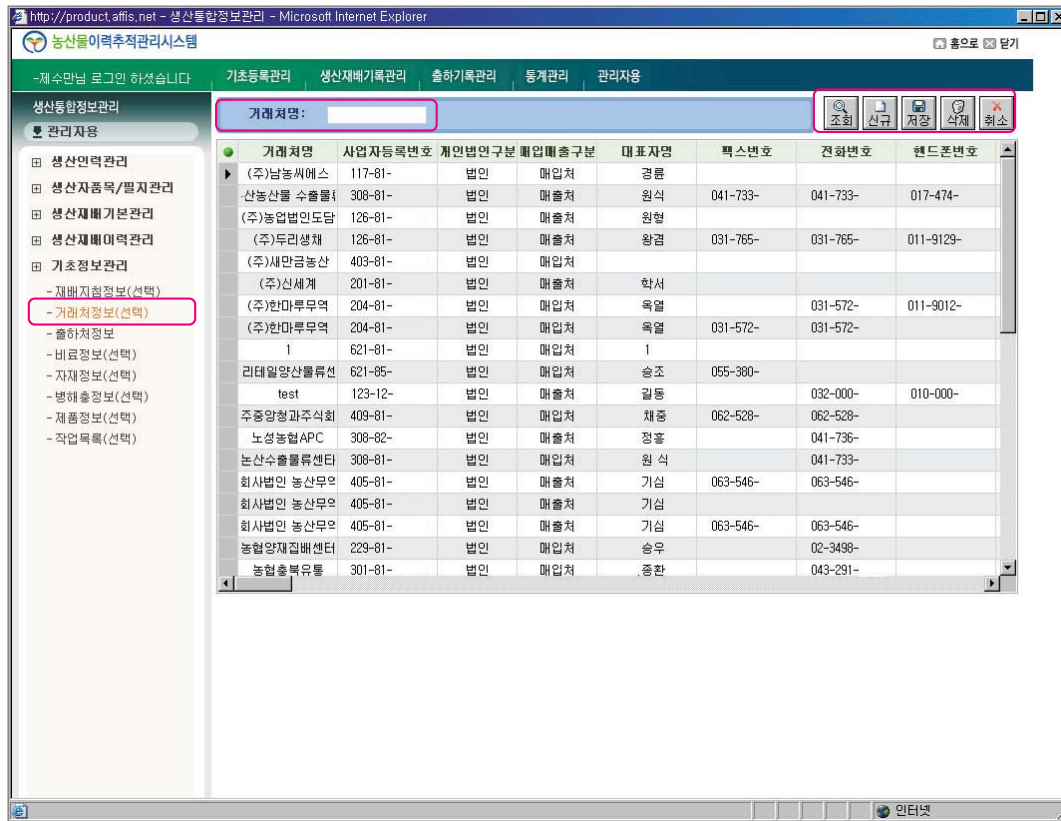 http://product.affis.net - 생산통합정보관리 - Microsoft Internet Explorer
농산물이력추적관리시스템
홈으로 닫기
-제수만님 로그인 하셨습니다
기초등록관리 생산재배기록관리 출하기록관리 통계관리 관리자용
생산통합정보관리
관리자용
생산인력관리
생산자품목/필지관리
생산재배기본관리
생산재배이력관리
기초정보관리
-재배지침정보(선택)
-거래처정보(선택)
-출하처정보
-비료정보(선택)
-자재정보(선택)
-병해충정보(선택)
-제품정보(선택)
-작업목록(선택)
거래처명:
조회 신규 저장 삭제 취소
거래처명 사업자등록번호 개인법인구분 매입매출구분 대표자명 팩스번호 전화번호 핸드폰번호
(주)남농씨에스 117-81- 법인 매입처 경륜
산농산물 수출물 308-81- 법인 매출처 원식 041-733- 041-733- 017-474-
(주)농업법인도담 126-81- 법인 매출처 원형
(주)두리생채 126-81- 법인 매출처 왕겸 031-765- 031-765- 011-9129-
(주)새만금농산 403-81- 법인 매입처
(주)신세계 201-81- 법인 매출처 학서
(주)한마루무역 204-81- 법인 매입처 옥열 031-572- 011-9012-
(주)한마루무역 204-81- 법인 매출처 옥열 031-572- 031-572-
1 621-81- 법인 매입처 1
리테일양산물류센 621-85- 법인 매입처 승조 055-380-
test 123-12- 법인 매출처 길동 032-000- 010-000-
주중앙청과주식회 409-81- 법인 매입처 채중 062-528- 062-528-
노성농협APC 308-82- 법인 매출처 정흥 041-736-
논산수출물류센타 308-81- 법인 매출처 원 식 041-733-
회사법인 농산무역 405-81- 법인 매출처 기심 063-546- 063-546-
회사법인 농산무역 405-81- 법인 매출처 기심
회사법인 농산무역 405-81- 법인 매출처 기심 063-546- 063-546-
농협양재집배센터 229-81- 법인 매입처 승우 02-3498-
농협충북유통 301-81- 법인 매입처 종환 043-291-
인터넷